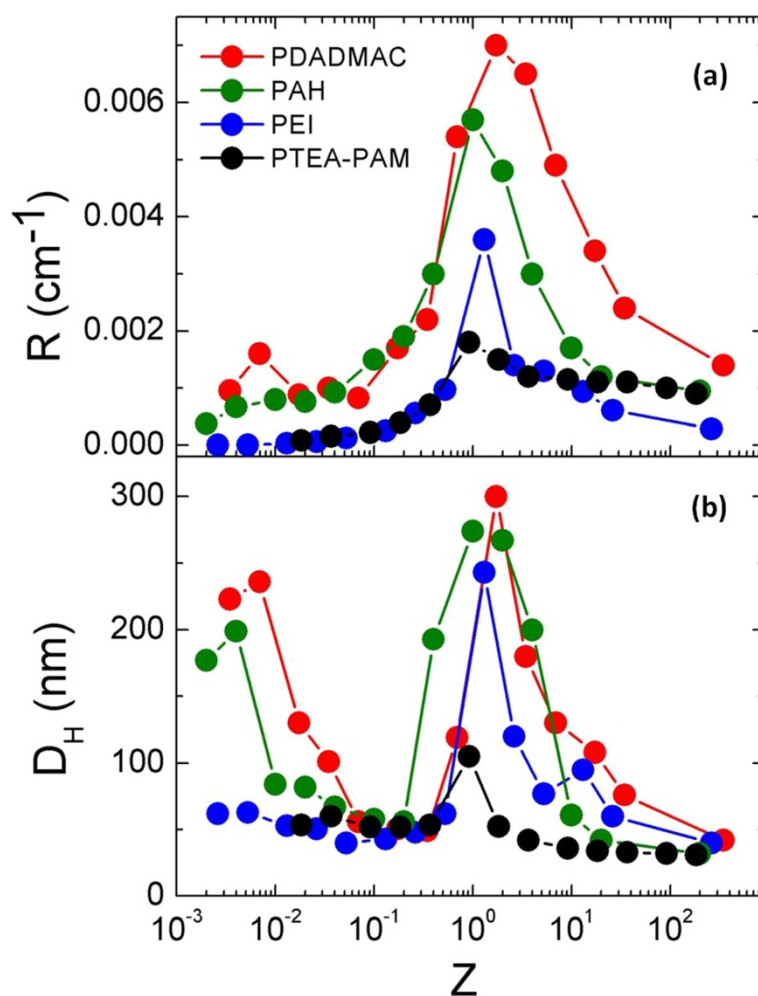 PDADMAC
PAH
PEI
PTEA-PAM
(a)
0.006
0.004
0.002
0.000
R (cm⁻¹)
(b)
300
200
100
0
D_H (nm)
10⁻³ 10⁻² 10⁻¹ 10⁰ 10¹ 10²
Z